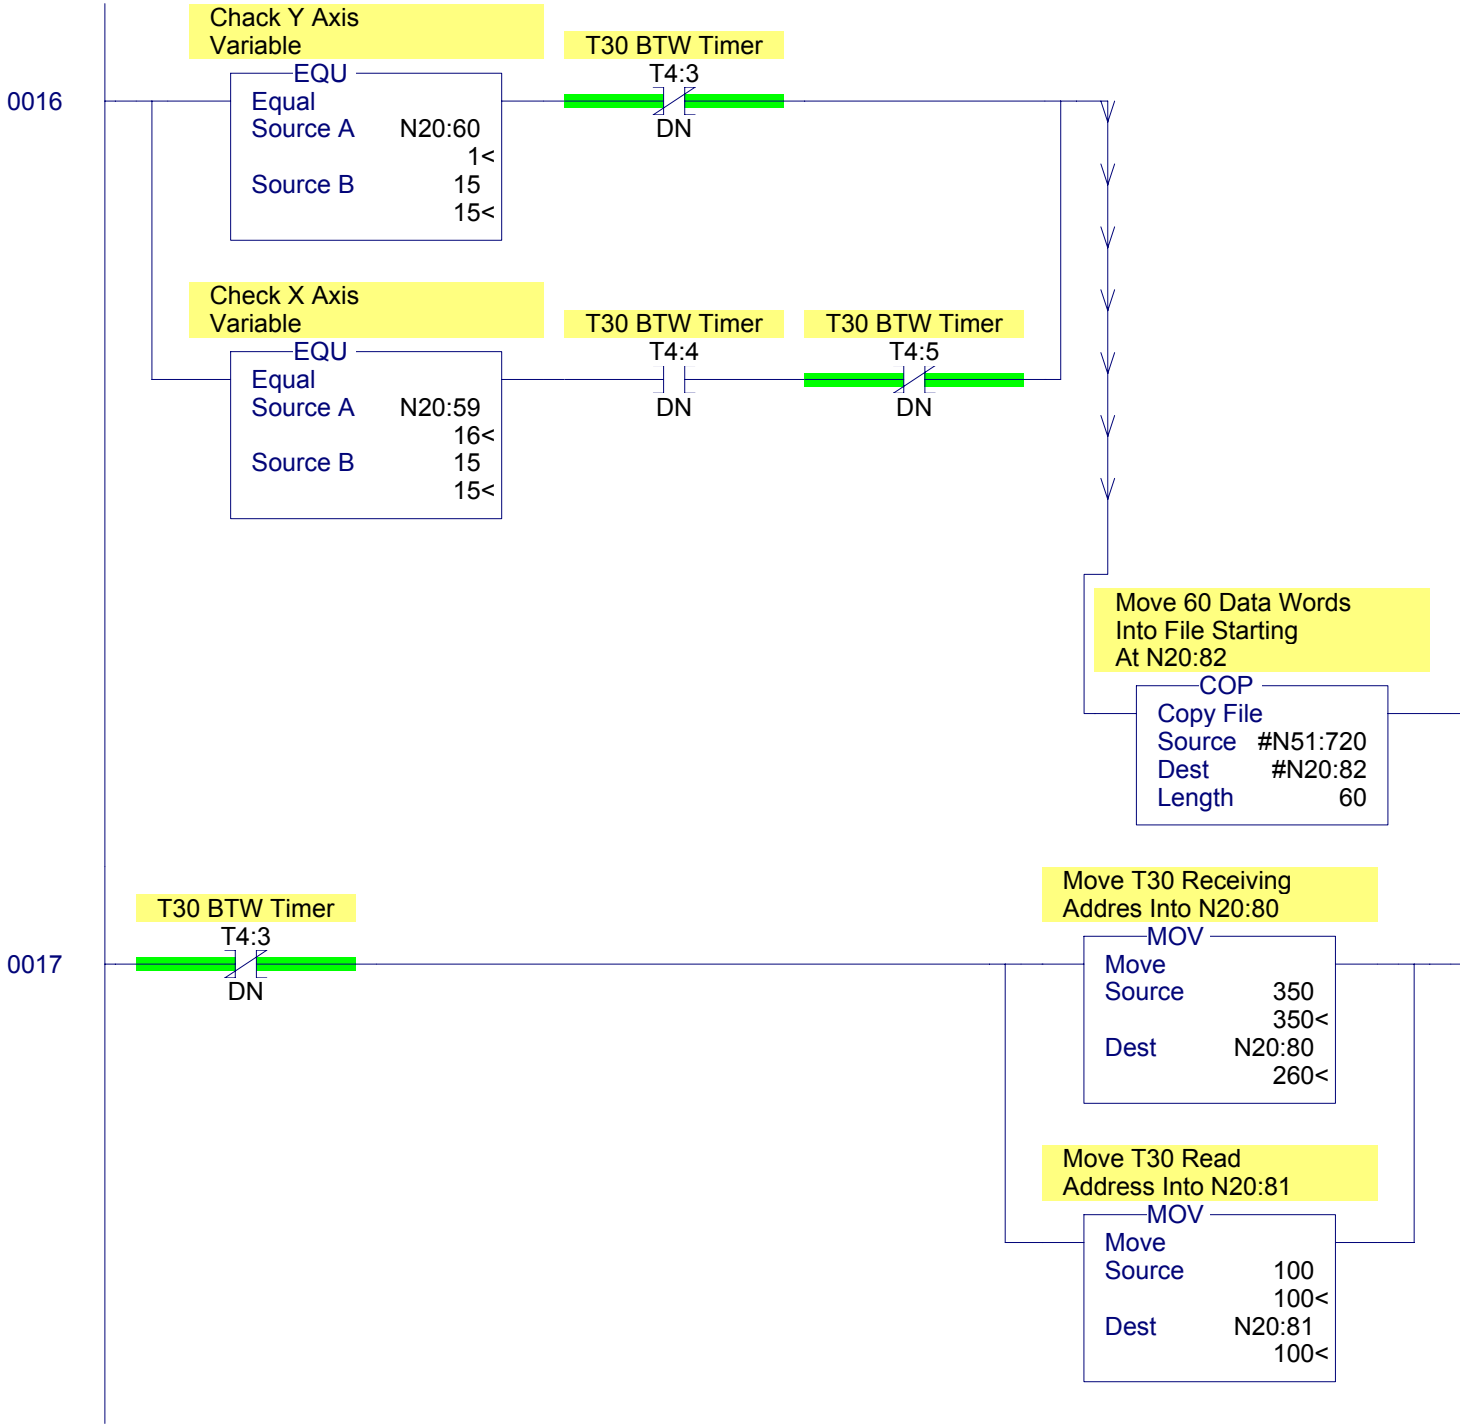 Chack Y Axis
Variable
T30 BTW Timer
EQU
T4:3
0016
Equal
Source A N20:60
DN
1<
Source B 15
15<
Check X Axis
Variable
T30 BTW Timer
T30 BTW Timer
EQU
T4:4
T4:5
Equal
Source A N20:59
DN
DN
16<
Source B 15
15<
Move 60 Data Words
Into File Starting
At N20:82
COP
Copy File
Source #N51:720
Dest #N20:82
Length 60
Move T30 Receiving
Addres Into N20:80
T30 BTW Timer
T4:3
MOV
0017
Move
DN
Source 350
350<
Dest N20:80
260<
Move T30 Read
Address Into N20:81
MOV
Move
Source 100
100<
Dest N20:81
100<